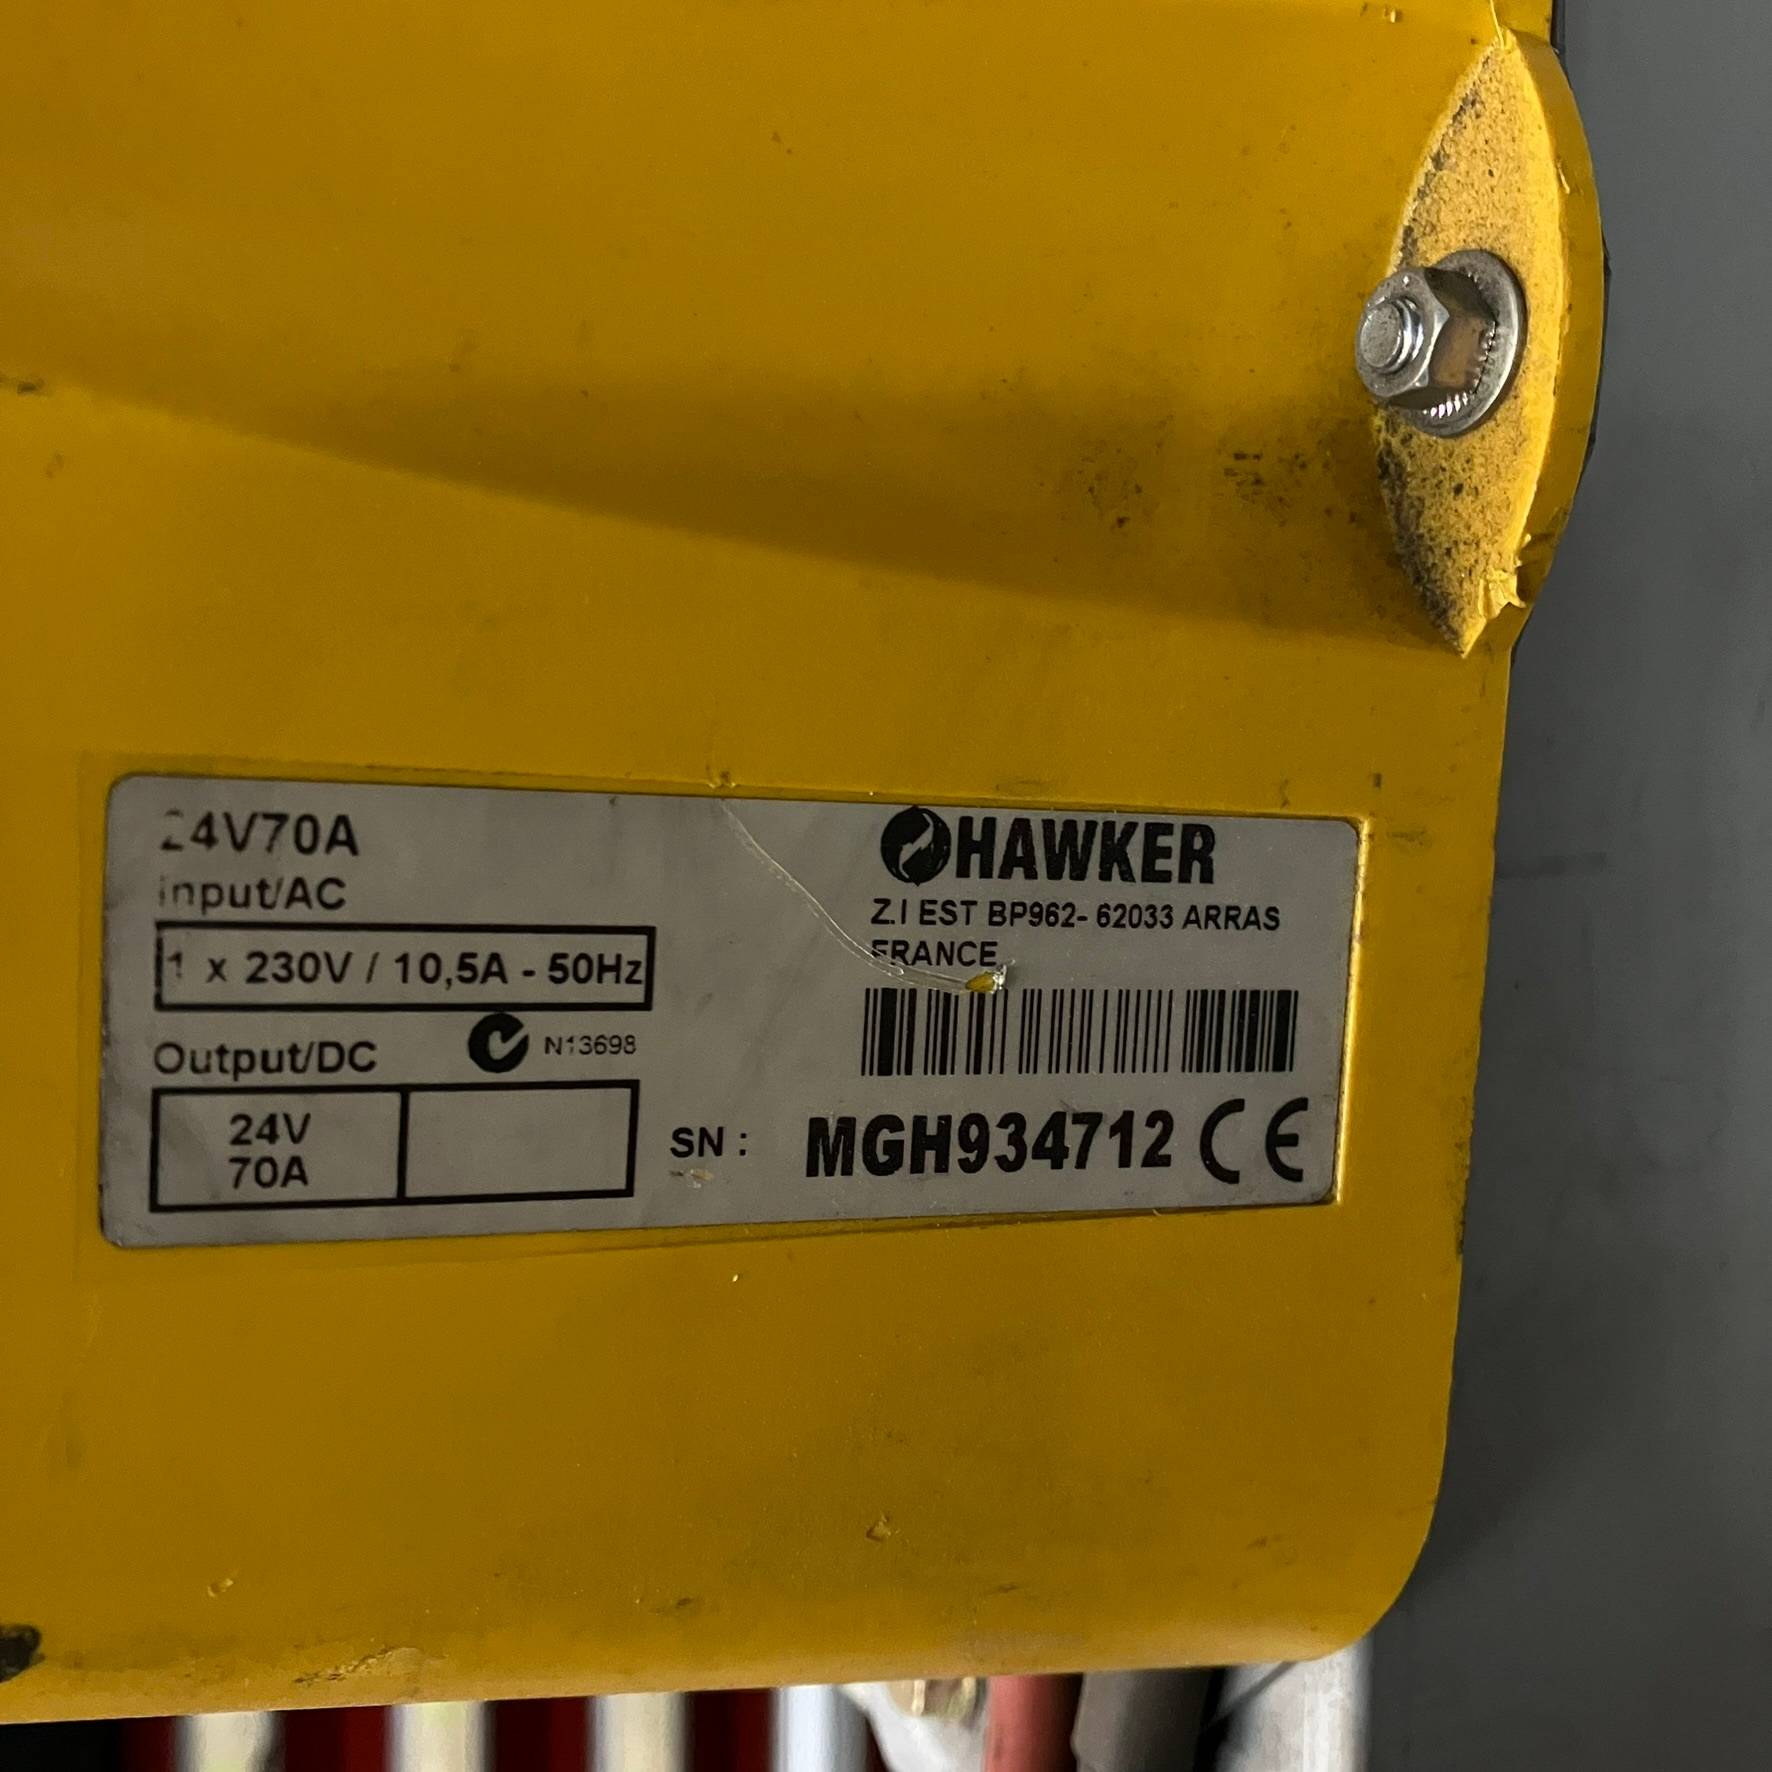 24V70A
Input/AC
1 x 230V / 10,5A - 50Hz
Output/DC
N13698
24V
70A
HAWKER
Z.I EST BP962- 62033 ARRAS
FRANCE
SN : MGH934712 CE